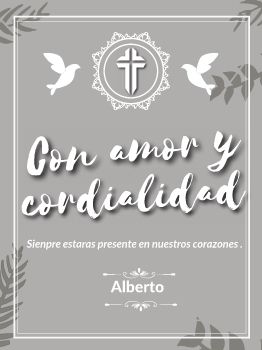 Con amor y
cordialidad
Sienpre estaras presente en nuestros corazones .
Alberto